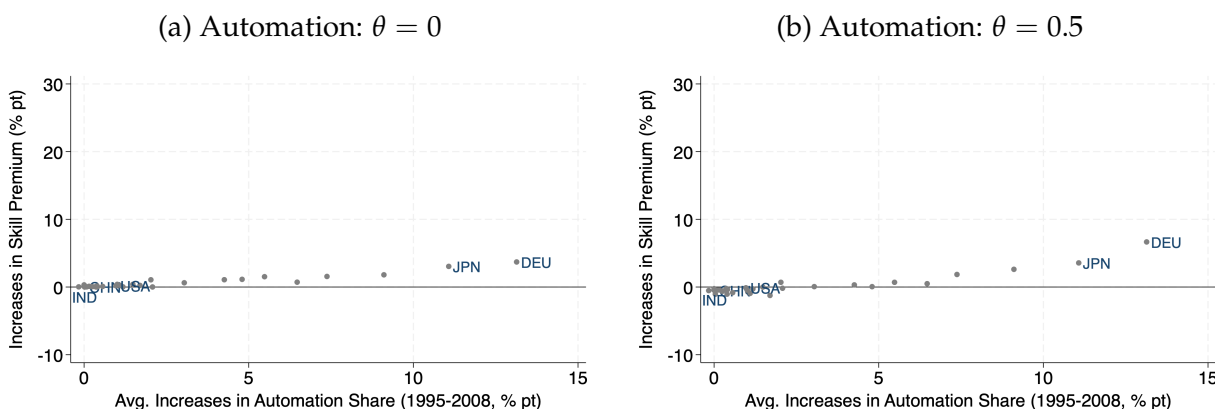 (a) Automation: θ = 0
(b) Automation: θ = 0.5
Increases in Skill Premium (% pt)
30
20
10
0
-10
IND
CHN
USA
JPN
DEU
0
5
10
15
Avg. Increases in Automation Share (1995-2008, % pt)
Increases in Skill Premium (% pt)
30
20
10
0
-10
IND
CHN
USA
JPN
DEU
0
5
10
15
Avg. Increases in Automation Share (1995-2008, % pt)